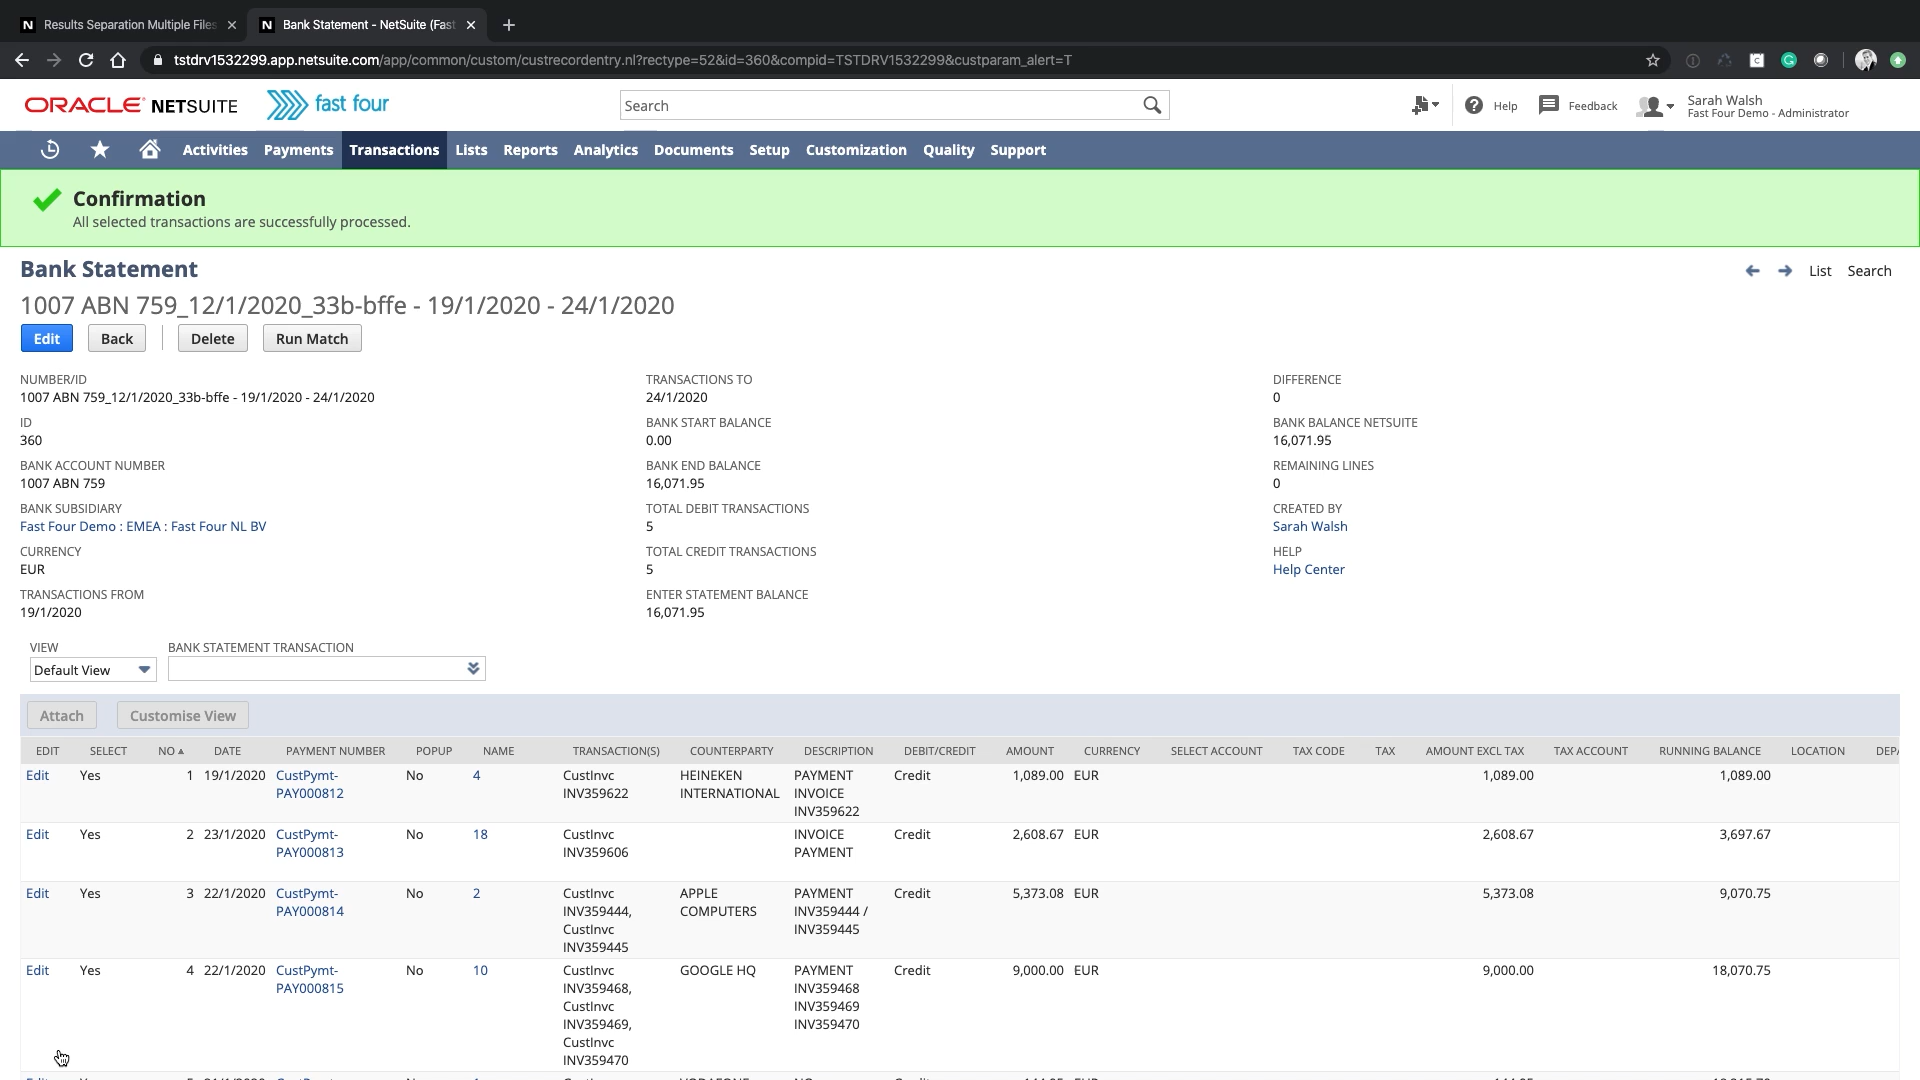 Results Separation Multiple Files
Bank Statement - NetSuite (Fast
tstdrv1532299.app.netsuite.com/app/common/custom/custrecordentry.nl?rectype=52&id=360&compid=TSTDRV1532299&custparam_alert=T
ORACLE NETSUITE fast four
Search
Help Feedback
Sarah Walsh
Fast Four Demo - Administrator
Activities Payments Transactions Lists Reports Analytics Documents Setup Customization Quality Support
Confirmation
All selected transactions are successfully processed.
Bank Statement
List Search
1007 ABN 759_12/1/2020_33b-bffe - 19/1/2020 - 24/1/2020
Edit Back Delete Run Match
NUMBER/ID
1007 ABN 759_12/1/2020_33b-bffe - 19/1/2020 - 24/1/2020
ID
360
BANK ACCOUNT NUMBER
1007 ABN 759
BANK SUBSIDIARY
Fast Four Demo : EMEA : Fast Four NL BV
CURRENCY
EUR
TRANSACTIONS FROM
19/1/2020
TRANSACTIONS TO
24/1/2020
BANK START BALANCE
0.00
BANK END BALANCE
16,071.95
TOTAL DEBIT TRANSACTIONS
5
TOTAL CREDIT TRANSACTIONS
5
ENTER STATEMENT BALANCE
16,071.95
DIFFERENCE
0
BANK BALANCE NETSUITE
16,071.95
REMAINING LINES
0
CREATED BY
Sarah Walsh
HELP
Help Center
VIEW
Default View
BANK STATEMENT TRANSACTION
Attach Customise View
EDIT SELECT NO DATE PAYMENT NUMBER POPUP NAME TRANSACTION(S) COUNTERPARTY DESCRIPTION DEBIT/CREDIT AMOUNT CURRENCY SELECT ACCOUNT TAX CODE TAX AMOUNT EXCL TAX TAX ACCOUNT RUNNING BALANCE LOCATION DEPA
Edit Yes 1 19/1/2020 CustPymt- No 4 CustInvc HEINEKEN PAYMENT Credit 1,089.00 EUR 1,089.00 1,089.00
PAY000812 INV359622 INTERNATIONAL INVOICE
INV359622
Edit Yes 2 23/1/2020 CustPymt- No 18 CustInvc INVOICE Credit 2,608.67 EUR 2,608.67 3,697.67
PAY000813 INV359606 PAYMENT
Edit Yes 3 22/1/2020 CustPymt- No 2 CustInvc APPLE PAYMENT Credit 5,373.08 EUR 5,373.08 9,070.75
PAY000814 INV359444, COMPUTERS INV359444 /
CustInvc INV359445
INV359445
Edit Yes 4 22/1/2020 CustPymt- No 10 CustInvc GOOGLE HQ PAYMENT Credit 9,000.00 EUR 9,000.00 18,070.75
PAY000815 INV359468, INV359468
CustInvc INV359469
INV359469, INV359470
CustInvc
INV359470